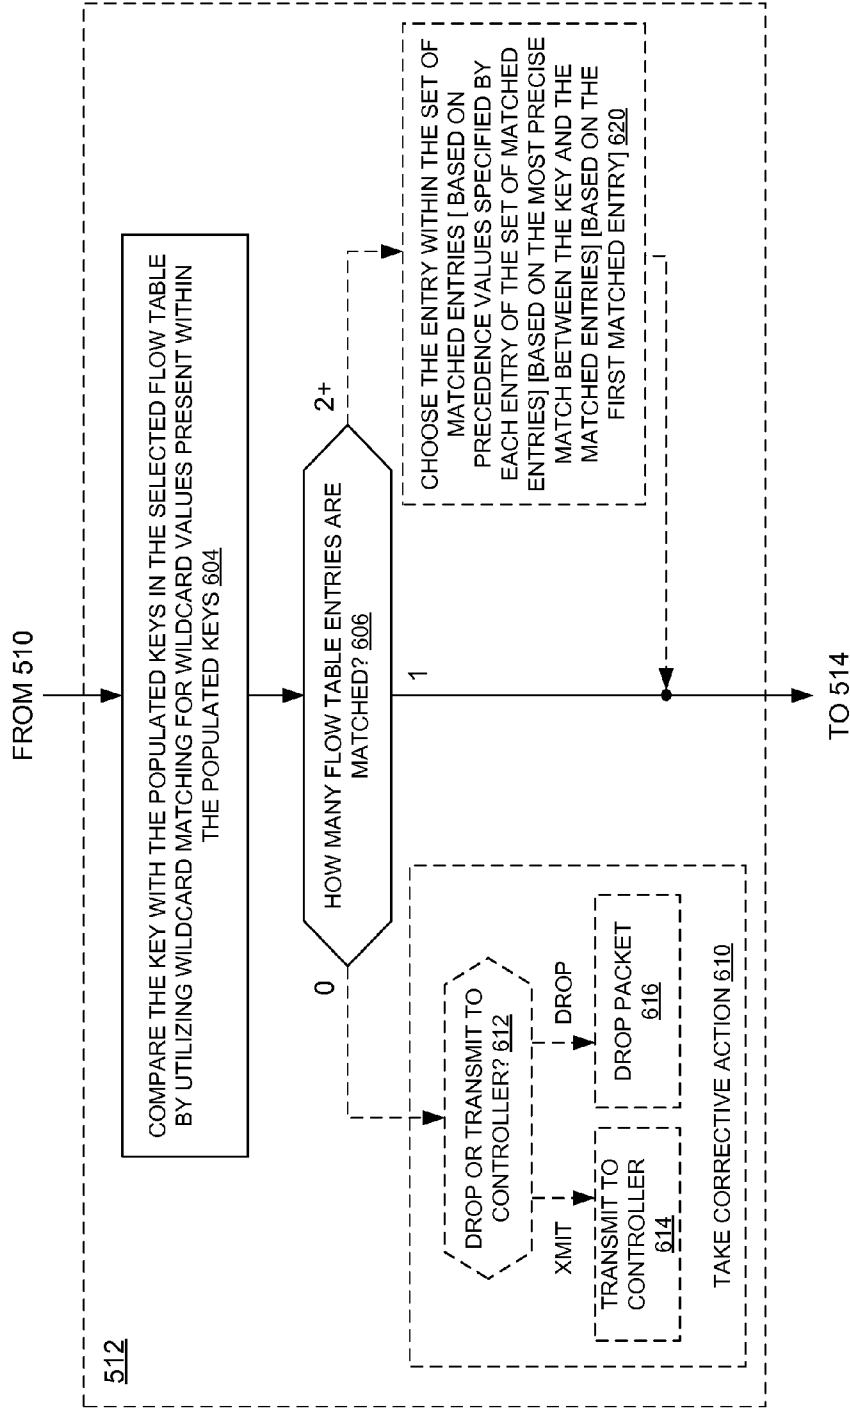 FROM 510
512
COMPARE THE KEY WITH THE POPULATED KEYS IN THE SELECTED FLOW TABLE
BY UTILIZING WILDCARD MATCHING FOR WILDCARD VALUES PRESENT WITHIN
THE POPULATED KEYS 604
HOW MANY FLOW TABLE ENTRIES ARE
MATCHED? 606
0
1
2+
DROP OR TRANSMIT TO
CONTROLLER? 612
XMIT
DROP
TRANSMIT TO
CONTROLLER
614
DROP PACKET
616
TAKE CORRECTIVE ACTION 610
CHOOSE THE ENTRY WITHIN THE SET OF
MATCHED ENTRIES [ BASED ON
PRECEDENCE VALUES SPECIFIED BY
EACH ENTRY OF THE SET OF MATCHED
ENTRIES] [BASED ON THE MOST PRECISE
MATCH BETWEEN THE KEY AND THE
MATCHED ENTRIES] [BASED ON THE
FIRST MATCHED ENTRY] 620
TO 514